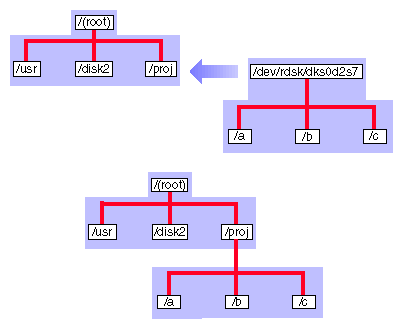 /(root)
/usr /disk2 /proj
/dev/rdsk/dks0d2s7
/a /b /c
/(root)
/usr /disk2 /proj
/a /b /c